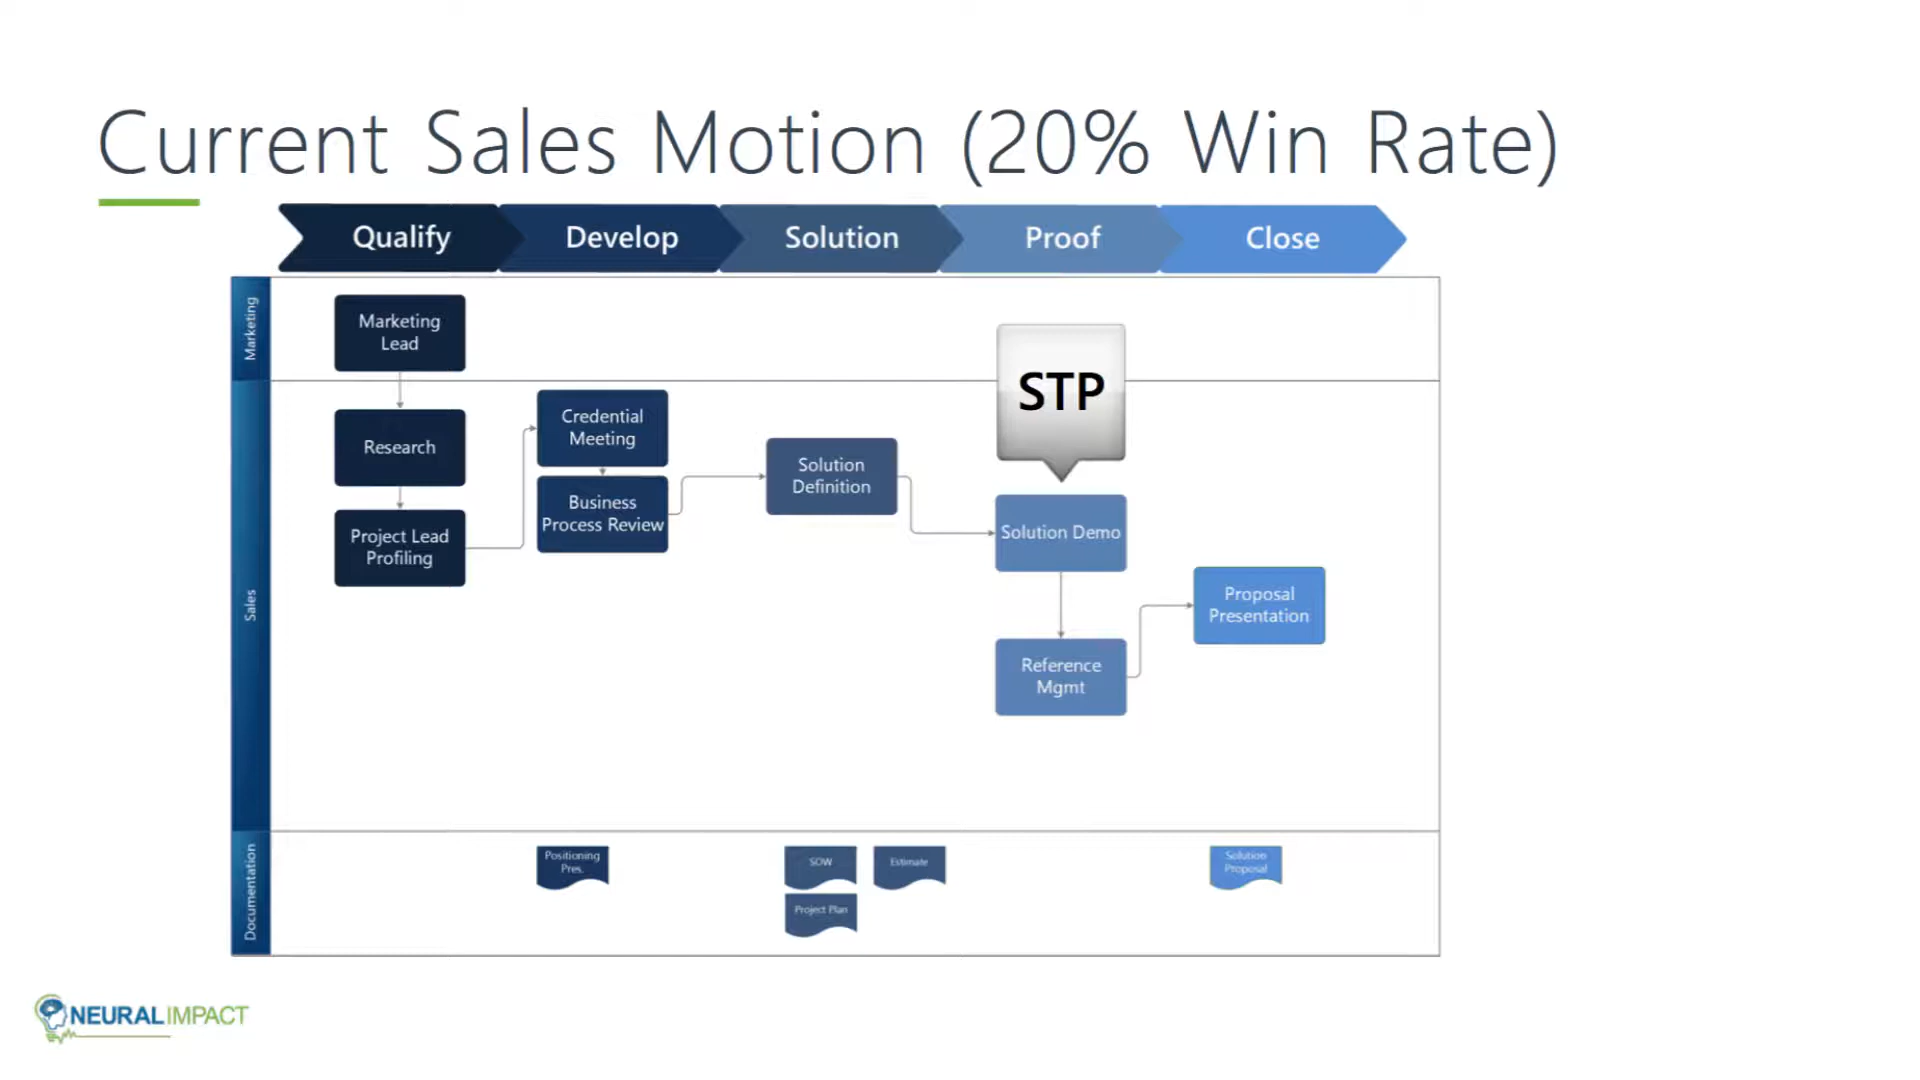 Current Sales Motion (20% Win Rate)
Qualify
Develop
Solution
Proof
Close
Marketing
Marketing
Lead
STP
Sales
Research
Project Lead
Profiling
Credential
Meeting
Business
Process Review
Solution
Definition
Solution Demo
Reference
Mgmt
Proposal
Presentation
Documentation
Positioning
Pres.
SOW
Estimate
Project Plan
Solution
Proposal
NEURALIMPACT